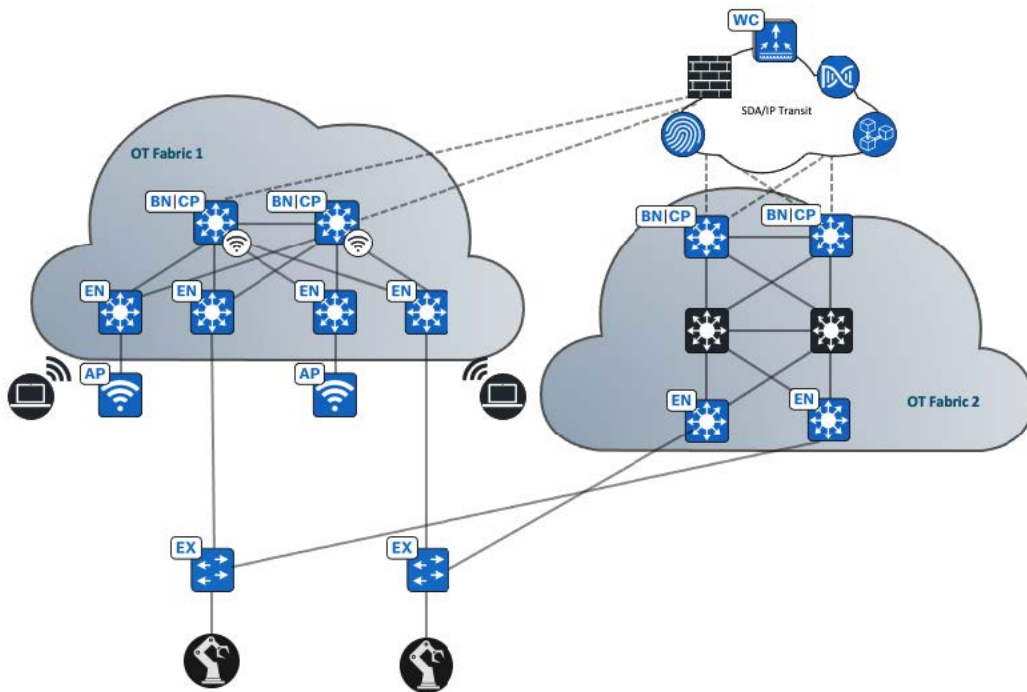 WC
SDA/IP Transit
OT Fabric 1
BN|CP
BN|CP
BN|CP
BN|CP
EN
EN
EN
EN
AP
AP
EN
EN
OT Fabric 2
EX
EX